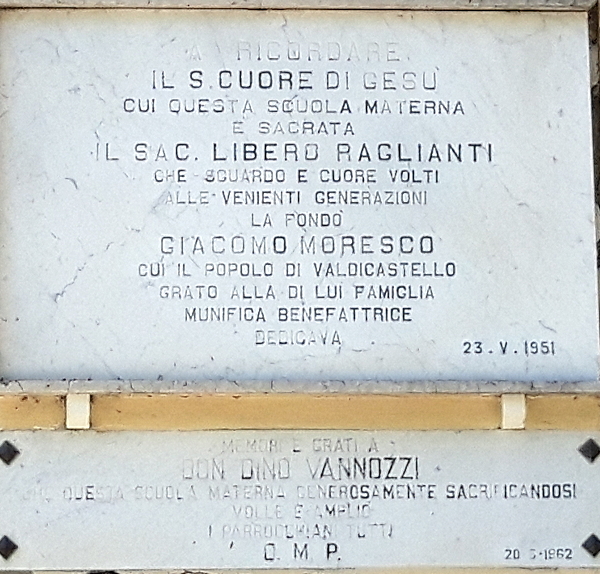 A RICORDARE
IL S. CUORE DI GESU'
CUI QUESTA SCUOLA MATERNA
E' SACRATA
IL SAC. LIBERO RAGLIANTI
CHE SGUARDO E CUORE VOLTI
ALLE VENIENTI GENERAZIONI
LA FONDO'
GIACOMO MORESCO
CUI IL POPOLO DI VALDICASTELLO
GRATO ALLA DI LUI FAMIGLIA
MUNIFICA BENEFATTRICE
DEDICAVA
23. V. 1951
MEMORI E GRATI A
DON DINO VANNOZZI
CHE QUESTA SCUOLA MATERNA GENEROSAMENTE SACRIFICANDOSI
VOLLE E AMPLIO'
I PARROCCHIANI TUTTI
Q. M. P.
20 1962